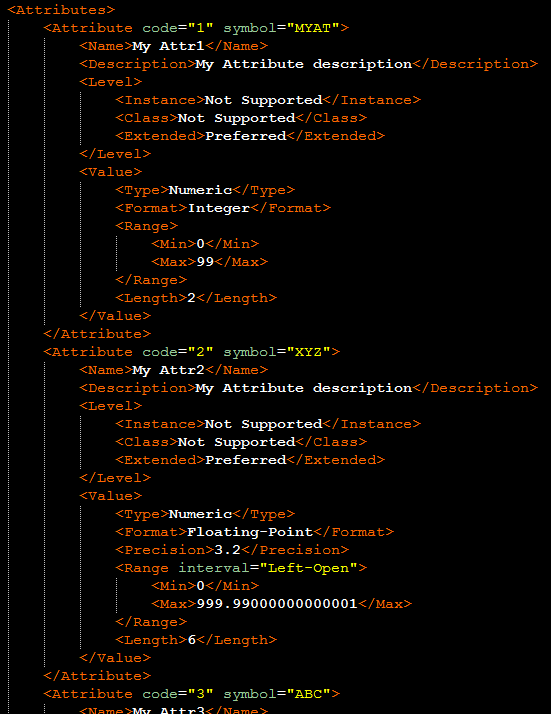 <Attributes>
<Attribute code="1" symbol="MYAT">
<Name>My Attr1</Name>
<Description>My Attribute description</Description>
<Level>
<Instance>Not Supported</Instance>
<Class>Not Supported</Class>
<Extended>Preferred</Extended>
</Level>
<Value>
<Type>Numeric</Type>
<Format>Integer</Format>
<Range>
<Min>0</Min>
<Max>99</Max>
</Range>
<Length>2</Length>
</Value>
</Attribute>
<Attribute code="2" symbol="XYZ">
<Name>My Attr2</Name>
<Description>My Attribute description</Description>
<Level>
<Instance>Not Supported</Instance>
<Class>Not Supported</Class>
<Extended>Preferred</Extended>
</Level>
<Value>
<Type>Numeric</Type>
<Format>Floating-Point</Format>
<Precision>3.2</Precision>
<Range interval="Left-Open">
<Min>0</Min>
<Max>999.99000000000001</Max>
</Range>
<Length>6</Length>
</Value>
</Attribute>
<Attribute code="3" symbol="ABC">
<Name>My Attr3</Name>